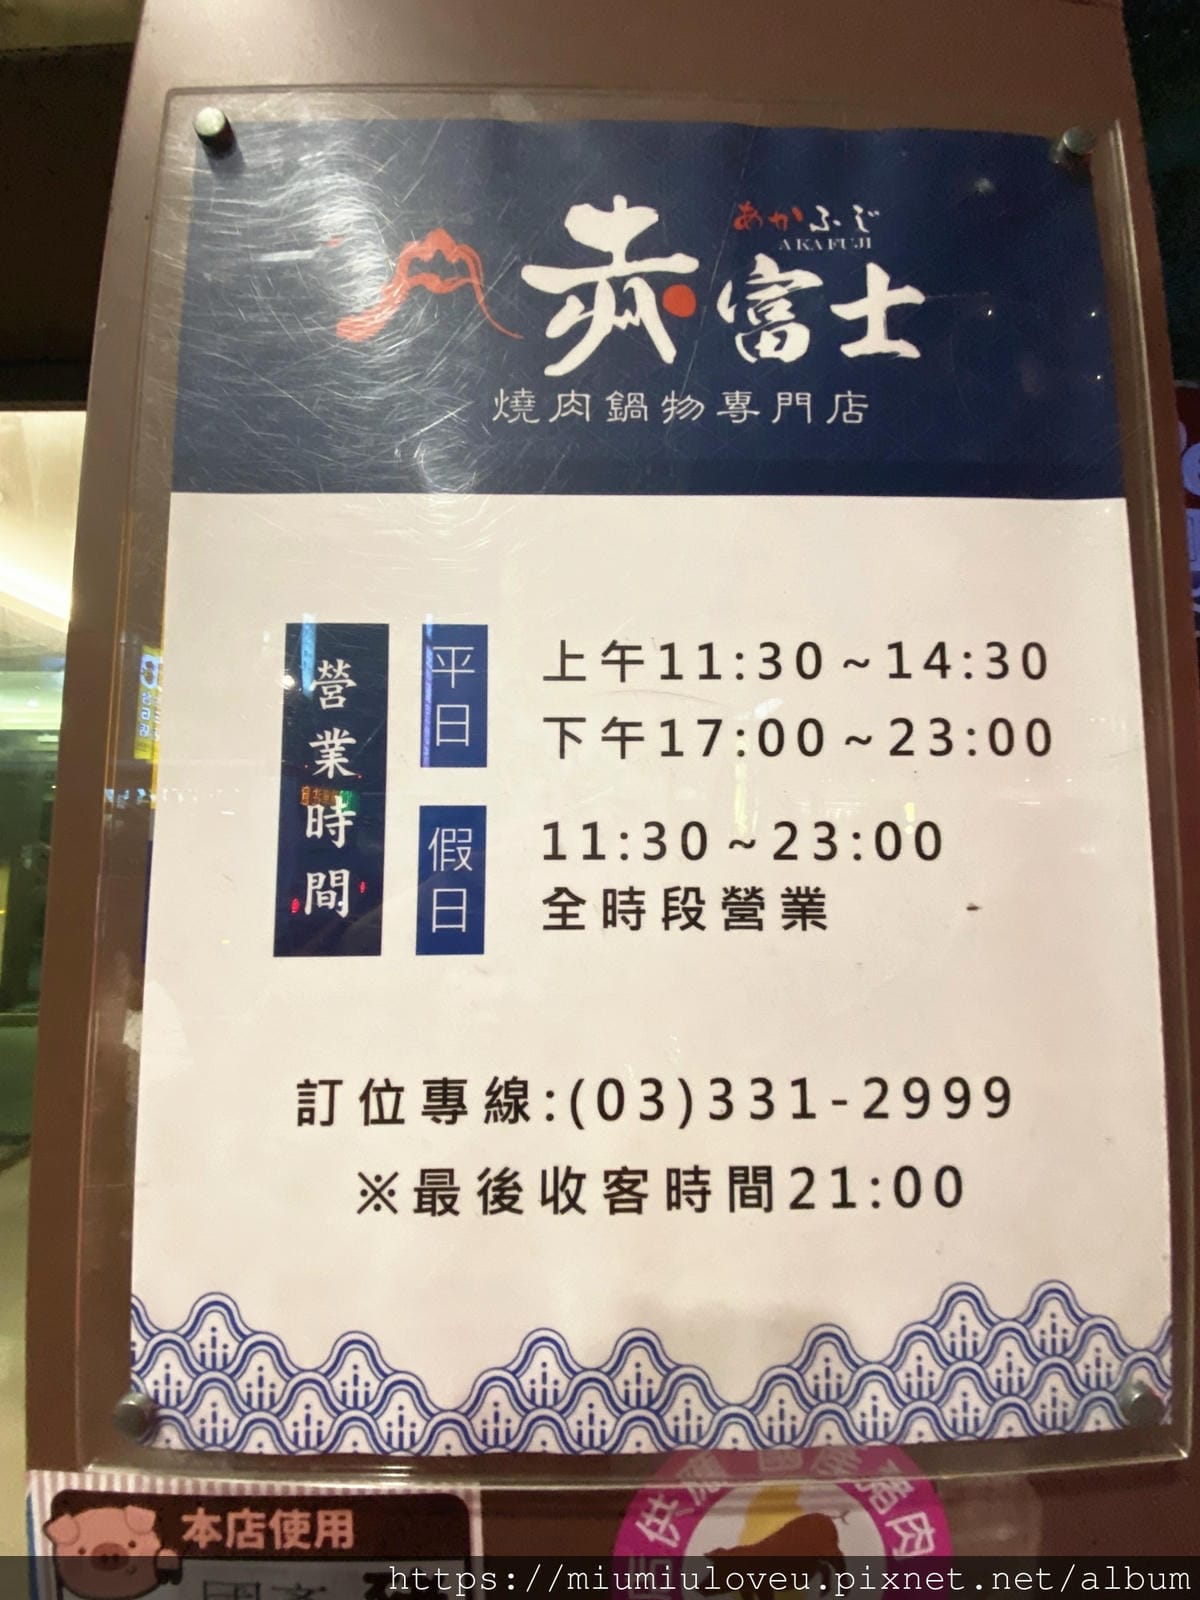 あかふじ
AKAFUJI
赤富士
燒肉鍋物專門店
營業時間
平日
上午11:30~14:30
下午17:00~23:00
假日
11:30~23:00
全時段營業
訂位專線:(03)331-2999
※最後收客時間21:00
本店使用
https://miumiuloveu.pixnet.net/album